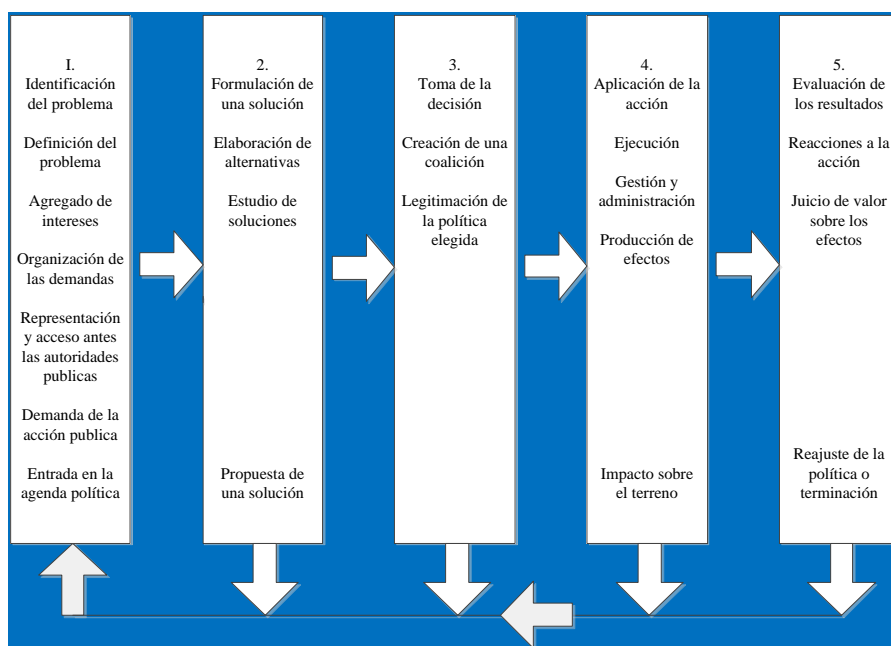 I.
Identificación
del problema
Definición del
problema
Agregado de
intereses
Organización de
las demandas
Representación
y acceso antes
las autoridades
publicas
Demanda de la
acción publica
Entrada en la
agenda política
2.
Formulación de
una solución
Elaboración de
alternativas
Estudio de
soluciones
Propuesta de
una solución
3.
Toma de la
decisión
Creación de una
coalición
Legitimación de
la política
elegida
4.
Aplicación de la
acción
Ejecución
Gestión y
administración
Producción de
efectos
Impacto sobre
el terreno
5.
Evaluación de
los resultados
Reacciones a la
acción
Juicio de valor
sobre los
efectos
Reajuste de la
política o
terminación